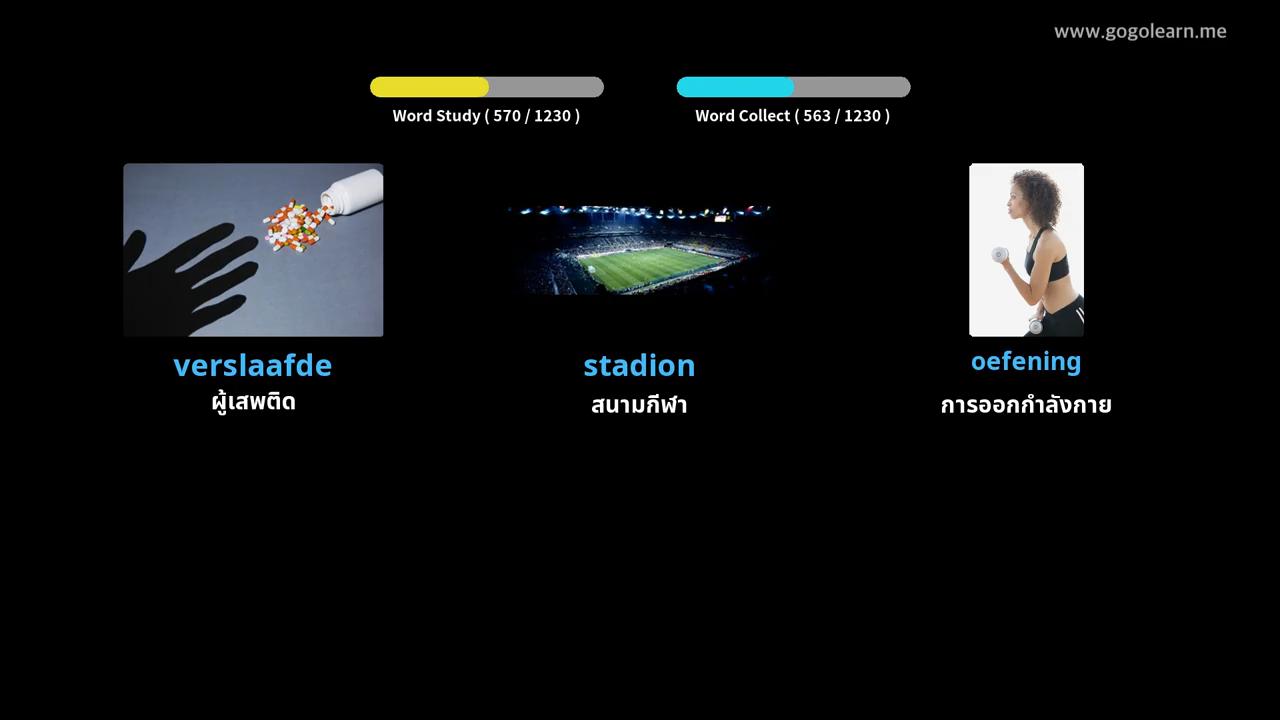 www.gogolearn.me
Word Study ( 570 / 1230 )
Word Collect ( 563 / 1230 )
verslaafde
ผู้เสพติด
stadion
สนามกีฬา
oefening
การออกกำลังกาย